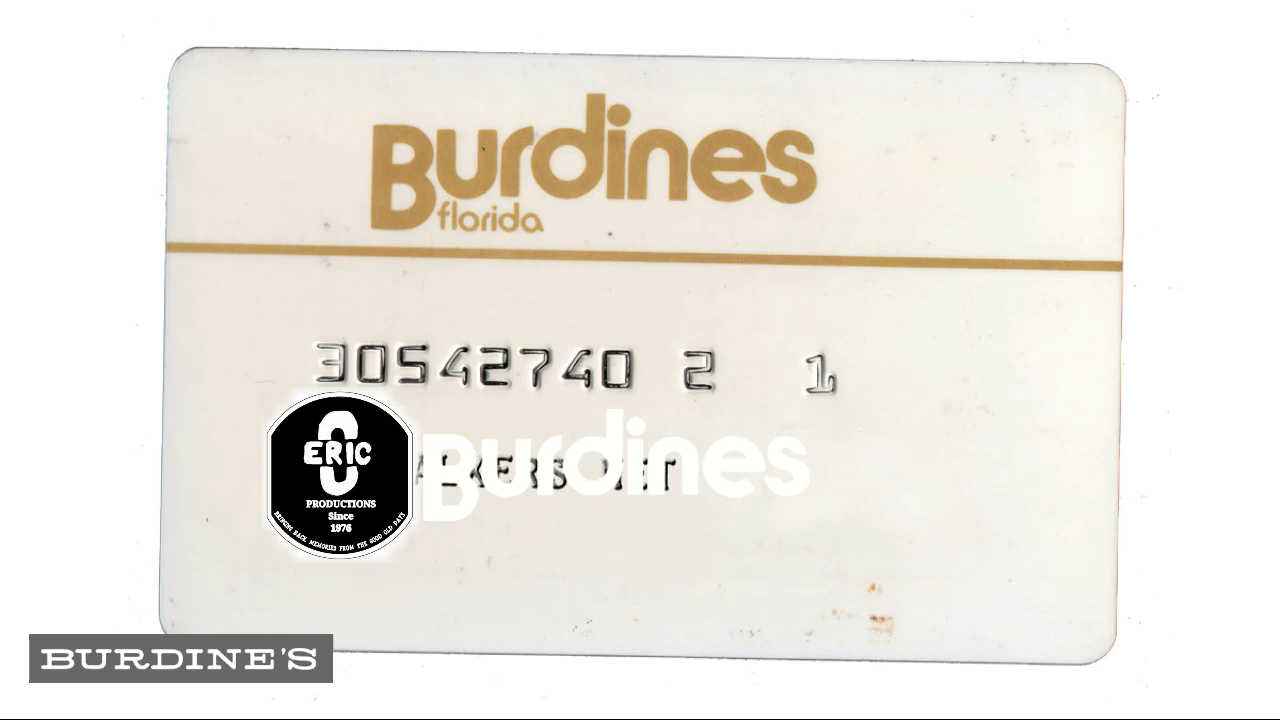 Burdines
florida
30542740 2 1
ERIC
PRODUCTIONS
Since
1976
BRINGING BACK MEMORIES FROM THE GOOD OLD DAYS
Burdines
BURDINE'S